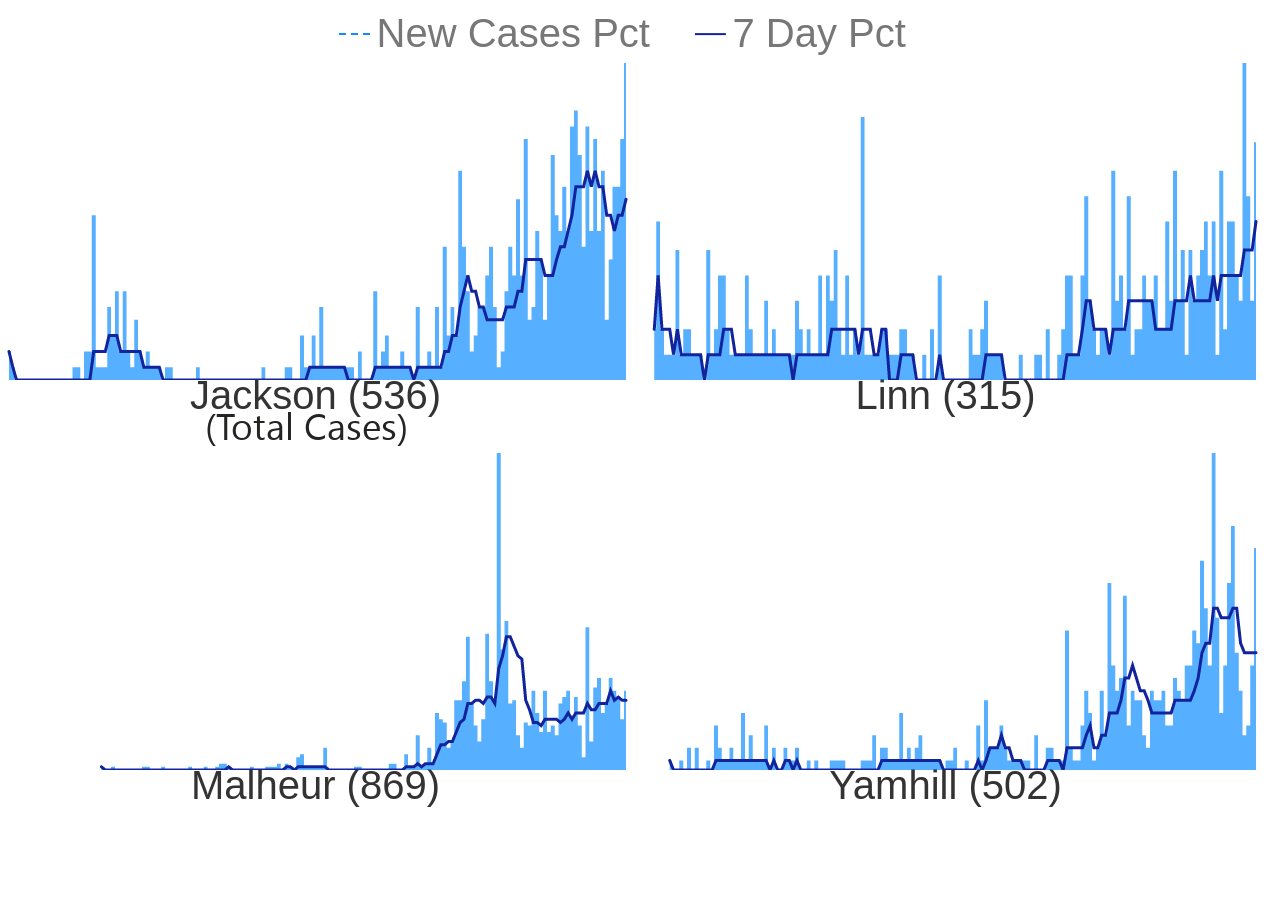 New Cases Pct 7 Day Pct
Jackson (536)
(Total Cases)
Linn (315)
Malheur (869)
Yamhill (502)